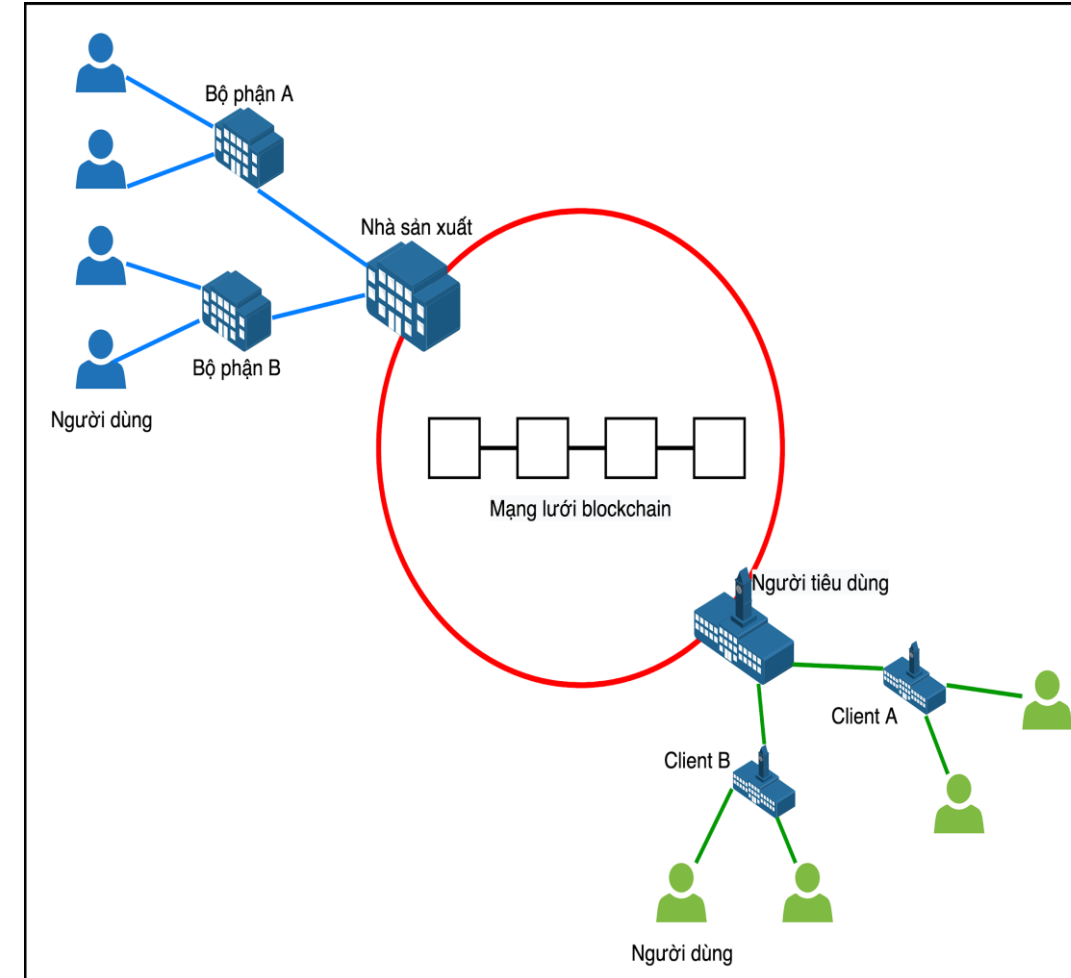 Bộ phận A
Nhà sản xuất
Bộ phận B
Người dùng
Mạng lưới blockchain
Người tiêu dùng
Client A
Client B
Người dùng